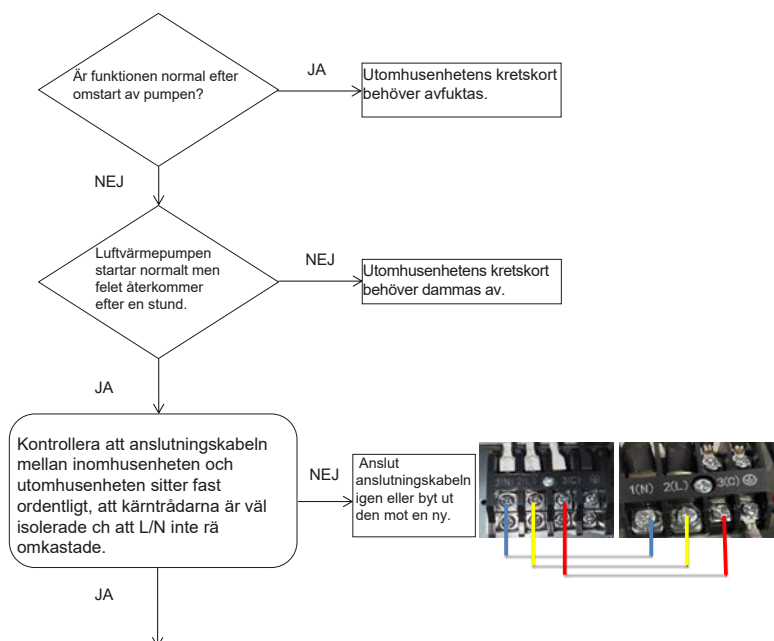 Är funktionen normal efter
omstart av pumpen?
JA
Utomhusenhetens kretskort
behöver avfuktas.
NEJ
Luftvärmepumpen
startar normalt men
felet återkommer
efter en stund.
NEJ
Utomhusenhetens kretskort
behöver dammas av.
JA
Kontrollera att anslutningskabeln
mellan inomhusenheten och
utomhusenheten sitter fast
ordentligt, att kärntrådarna är väl
isolerade ch att L/N inte rä
omkastade.
NEJ
Anslut
anslutningskabeln
igen eller byt ut
den mot en ny.
2(L) 3(C)
1(N) 2(L) 3(C)
JA